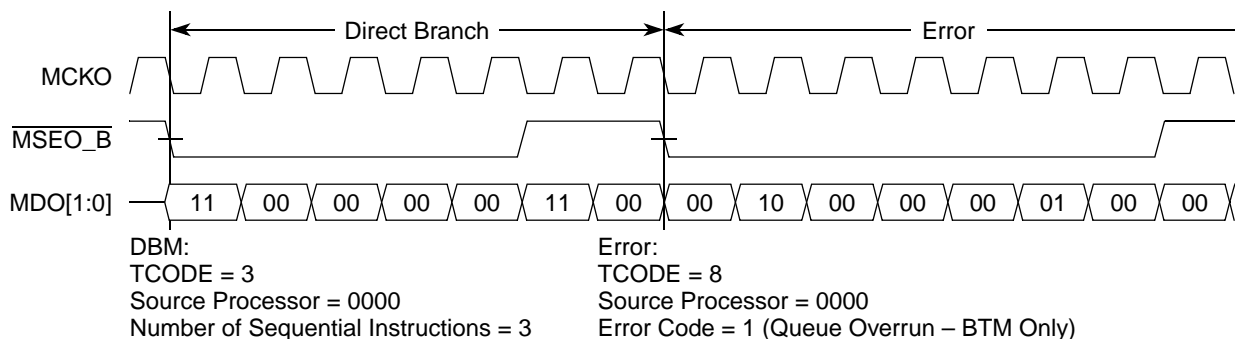 Direct Branch Error
MCKO
MSEO_B
MDO[1:0] 11 00 00 00 00 11 00 00 10 00 00 00 01 00 00
DBM:
TCODE = 3
Source Processor = 0000
Number of Sequential Instructions = 3
Error:
TCODE = 8
Source Processor = 0000
Error Code = 1 (Queue Overrun – BTM Only)